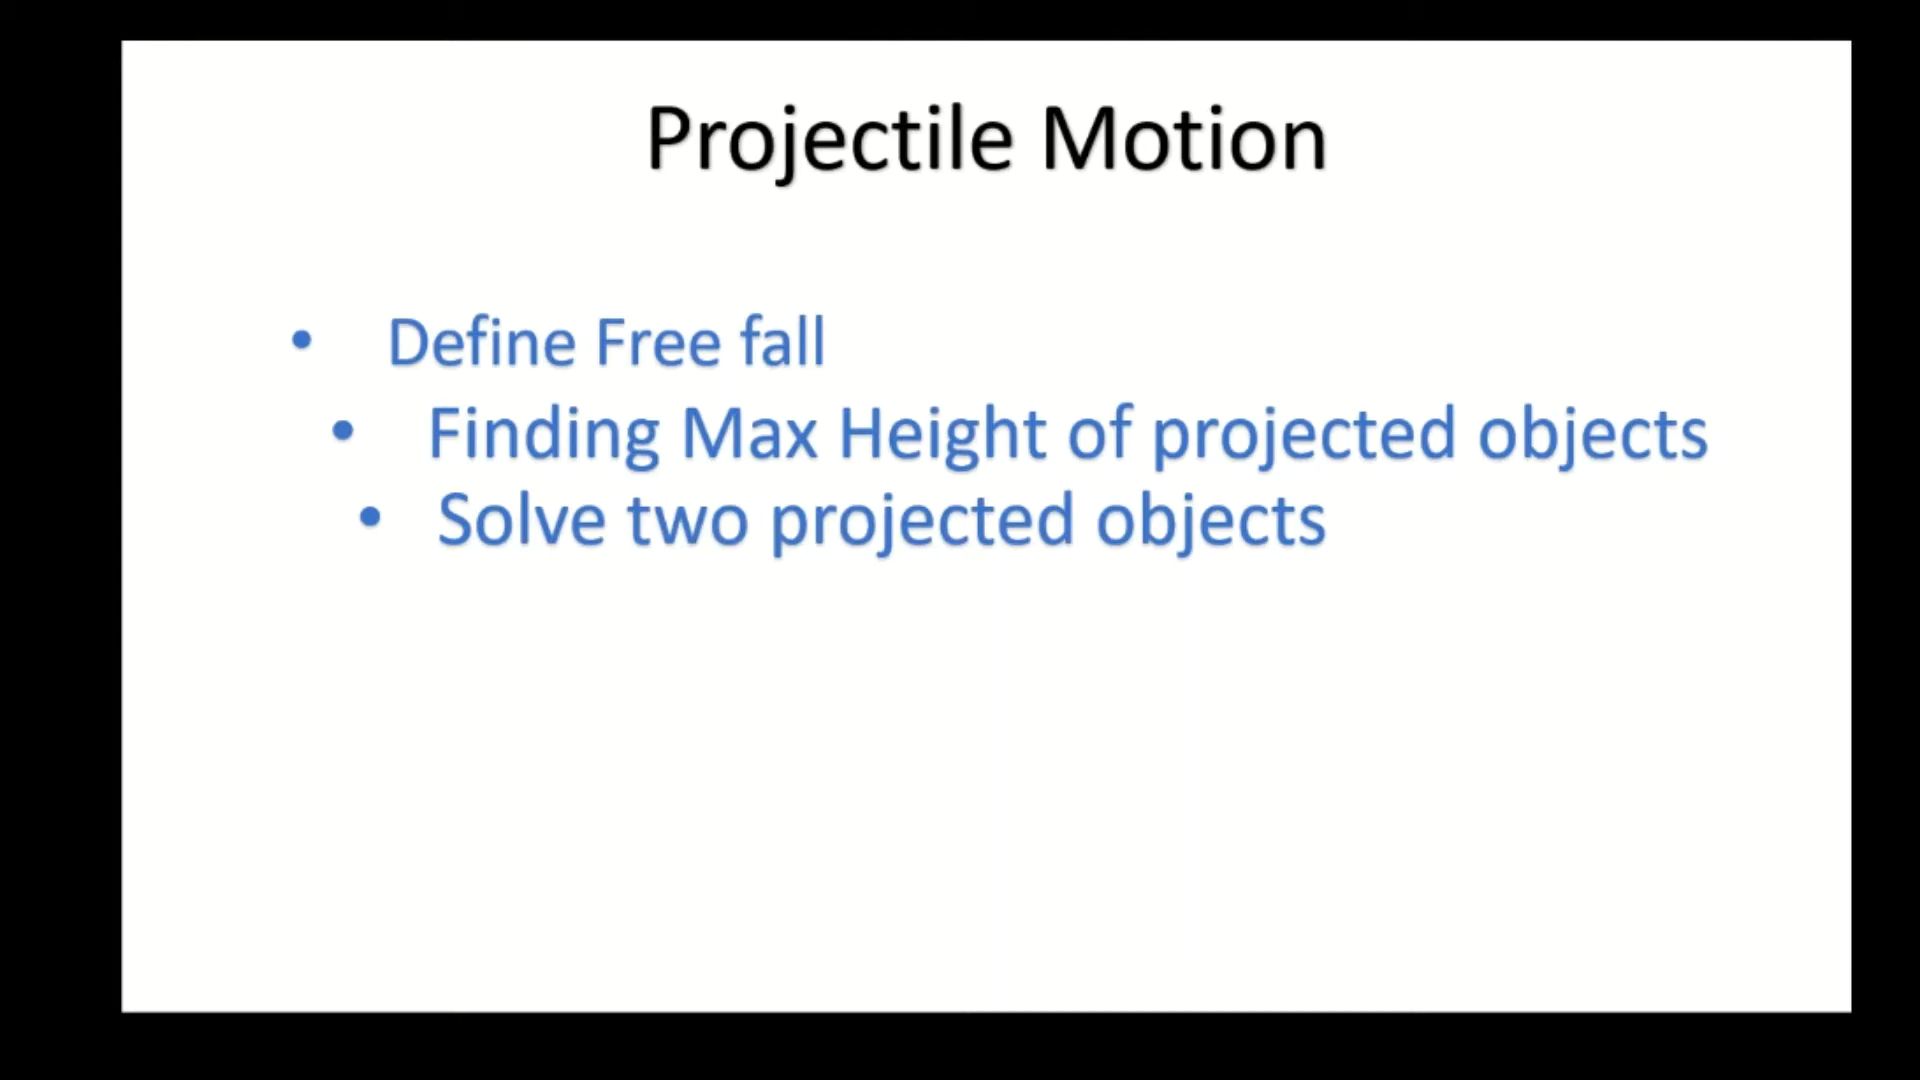 Projectile Motion
• Define Free fall
• Finding Max Height of projected objects
• Solve two projected objects